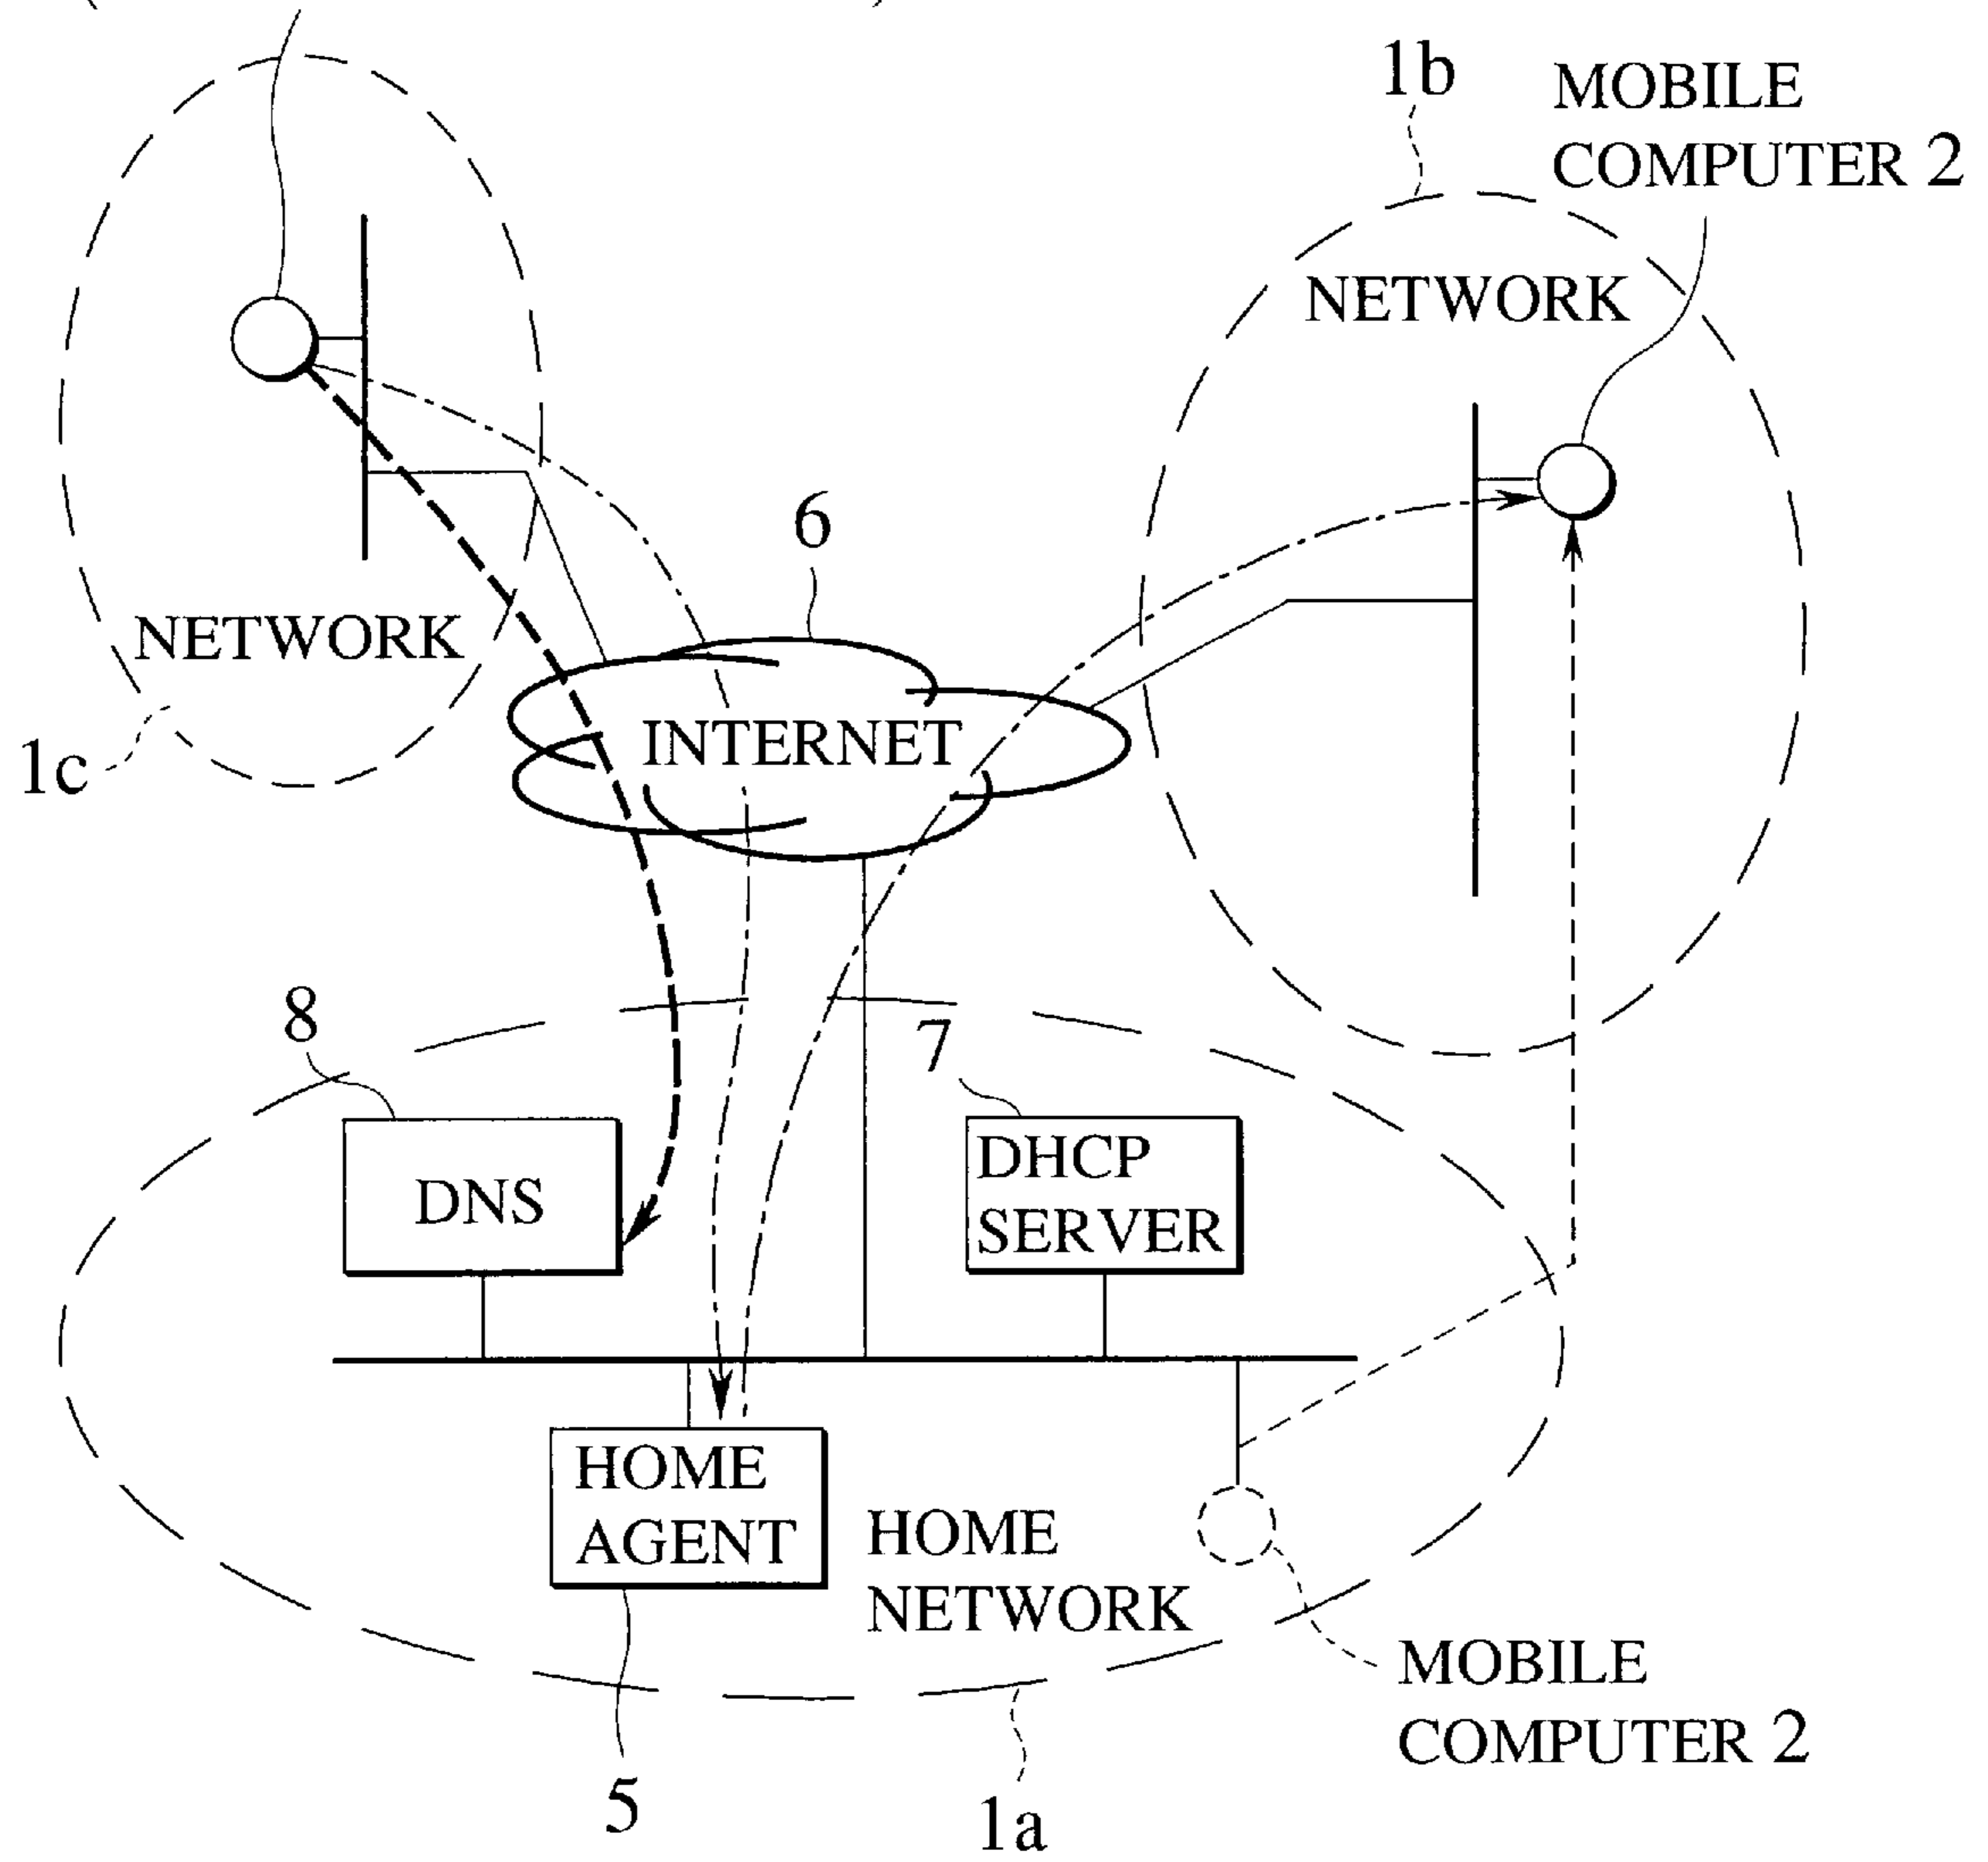 1b
MOBILE
COMPUTER 2
NETWORK
6
NETWORK
INTERNET
1c
8
7
DNS
DHCP
SERVER
HOME
AGENT
HOME
NETWORK
MOBILE
COMPUTER 2
5
1a